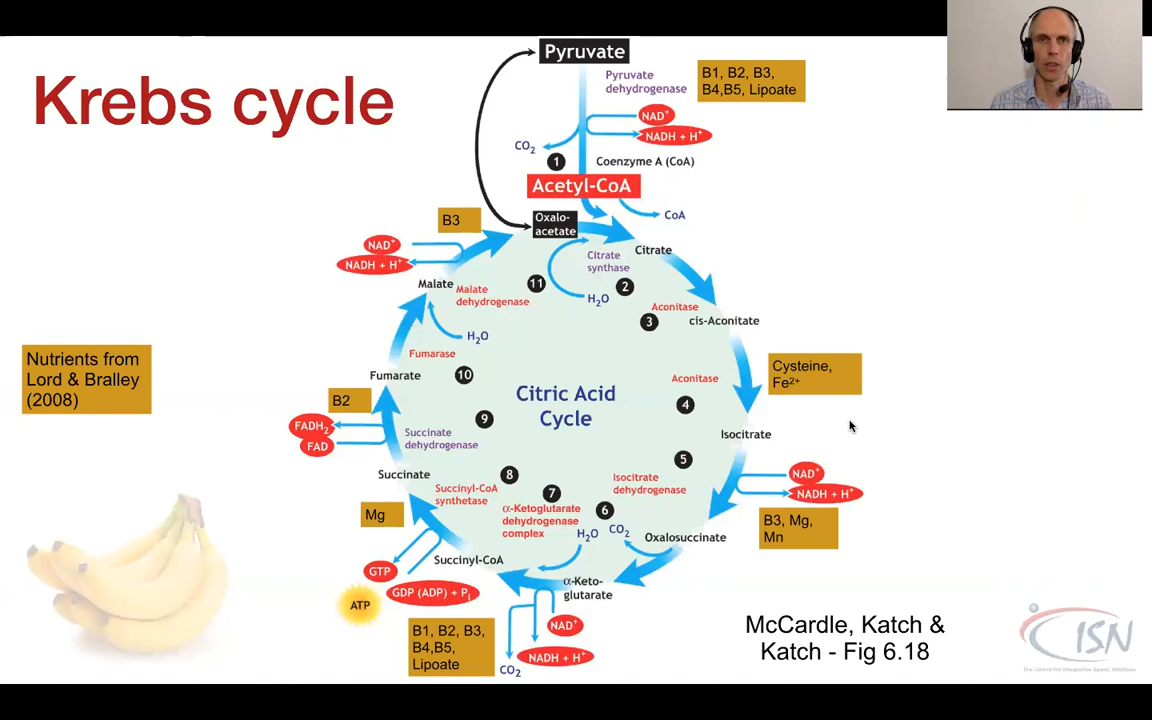 Krebs cycle
Pyruvate
Pyruvate
dehydrogenase
B1, B2, B3,
B4,B5, Lipoate
NAD⁺
NADH + H⁺
CO₂
1
Coenzyme A (CoA)
Acetyl-CoA
CoA
Oxalo-
acetate
B3
NAD⁺
NADH + H⁺
Citrate
Citrate
synthase
2
H₂O
11
Malate
Malate
dehydrogenase
Aconitase
3
cis-Aconitate
H₂O
Fumarase
10
Fumarate
Nutrients from
Lord & Bralley
(2008)
Citric Acid
Cycle
Aconitase
4
Cysteine,
Fe²⁺
B2
FADH₂
FAD
9
Succinate
dehydrogenase
Isocitrate
5
Isocitrate
dehydrogenase
NAD⁺
NADH + H⁺
B3, Mg,
Mn
Succinate
8
Succinyl-CoA
synthetase
7
α-Ketoglutarate
dehydrogenase
complex
6
H₂O
CO₂
Oxalosuccinate
Mg
Succinyl-CoA
GTP
GDP (ADP) + Pᵢ
ATP
α-Keto-
glutarate
B1, B2, B3,
B4,B5,
Lipoate
NAD⁺
NADH + H⁺
CO₂
McCardle, Katch &
Katch - Fig 6.18
CISN